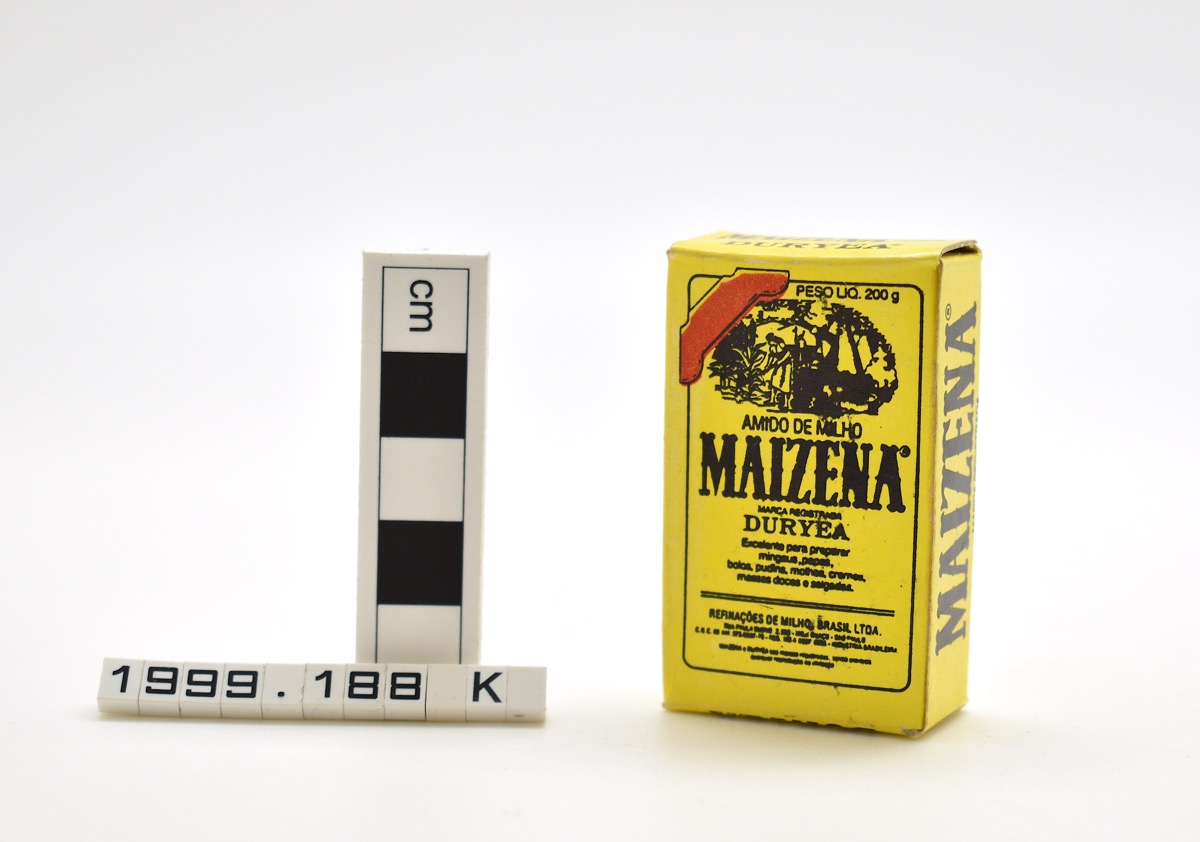 cm
1999.188 K
DURYEA
PESO LIQ. 200 g
AMIDO DE MILHO
MAIZENA®
MARCA REGISTRADA
DURYEA
Excelente para preparar
mingaus, papas,
bolos, pudins, molhos, cremes,
massas doces e salgadas.
REFINAÇÕES DE MILHO, BRASIL LTDA.
MAIZENA®